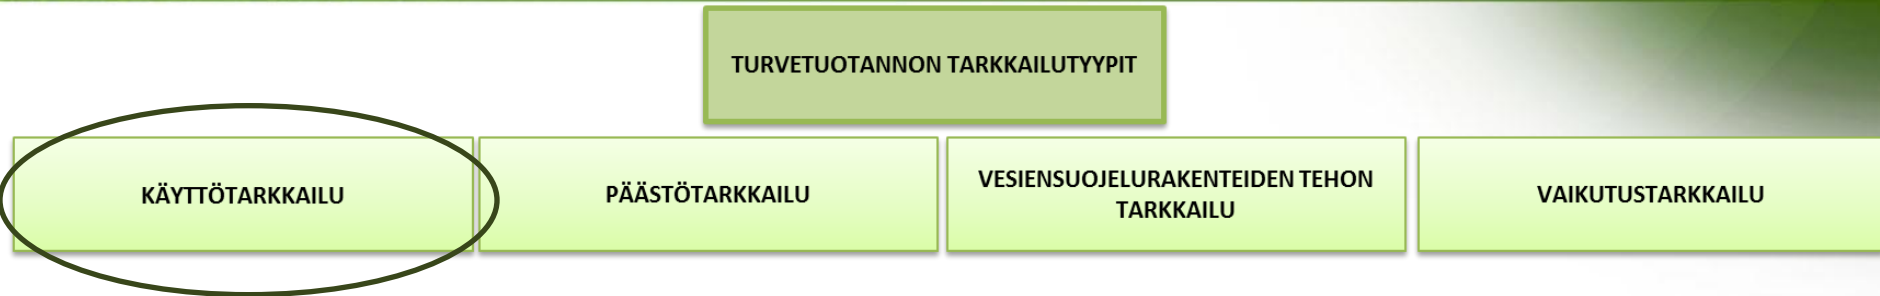 TURVETUOTANNON TARKKAILUTYYPIT
KÄYTTÖTARKKAILU
PÄÄSTÖTARKKAILU
VESIENSUOJELURAKENTEIDEN TEHON
TARKKAILU
VAIKUTUSTARKKAILU